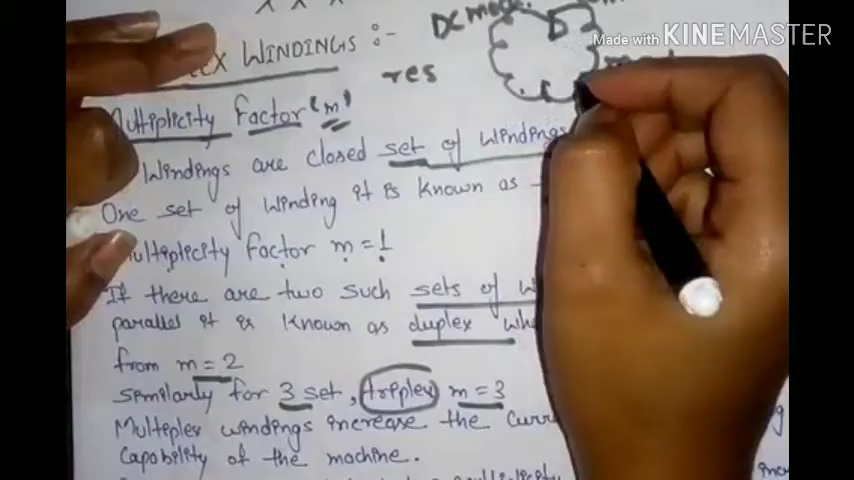 x x x
DC mac
WINDINGS :-
Made with KINEMASTER
res
Multiplicity Factor (m)
Windings are closed set of windings
One set of winding it is known as
Multiplicity factor m = 1
If there are two such sets of
parallel it is known as duplex
from m = 2
Similarly for 3 set, triplex m = 3
Multiplex windings increase the curr
Capability of the machine.